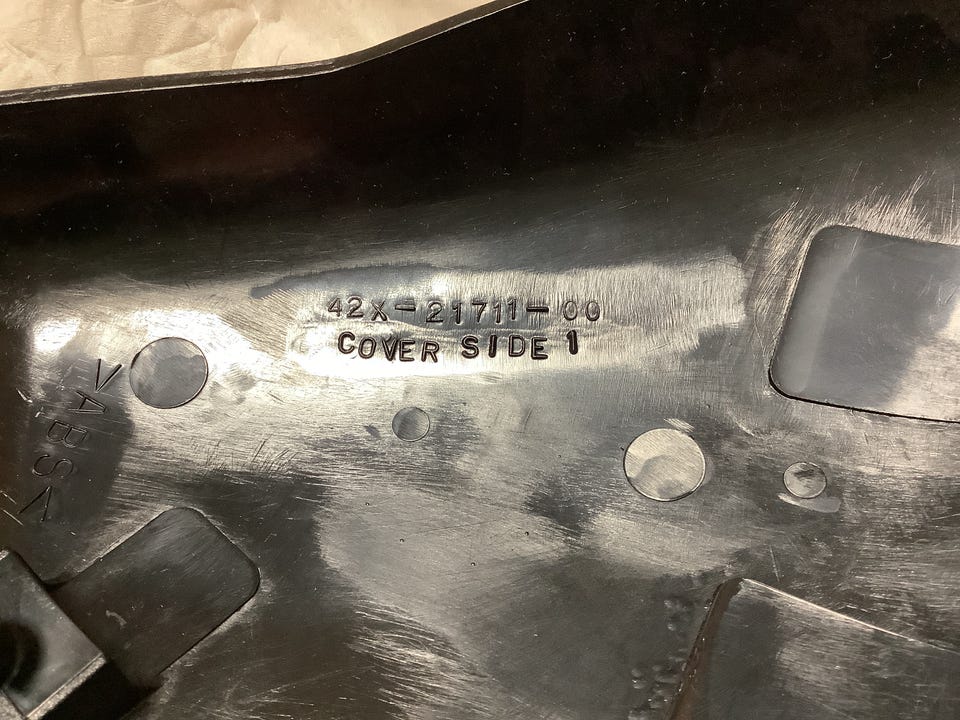 42X-21711-00
COVER SIDE 1
>ABS<